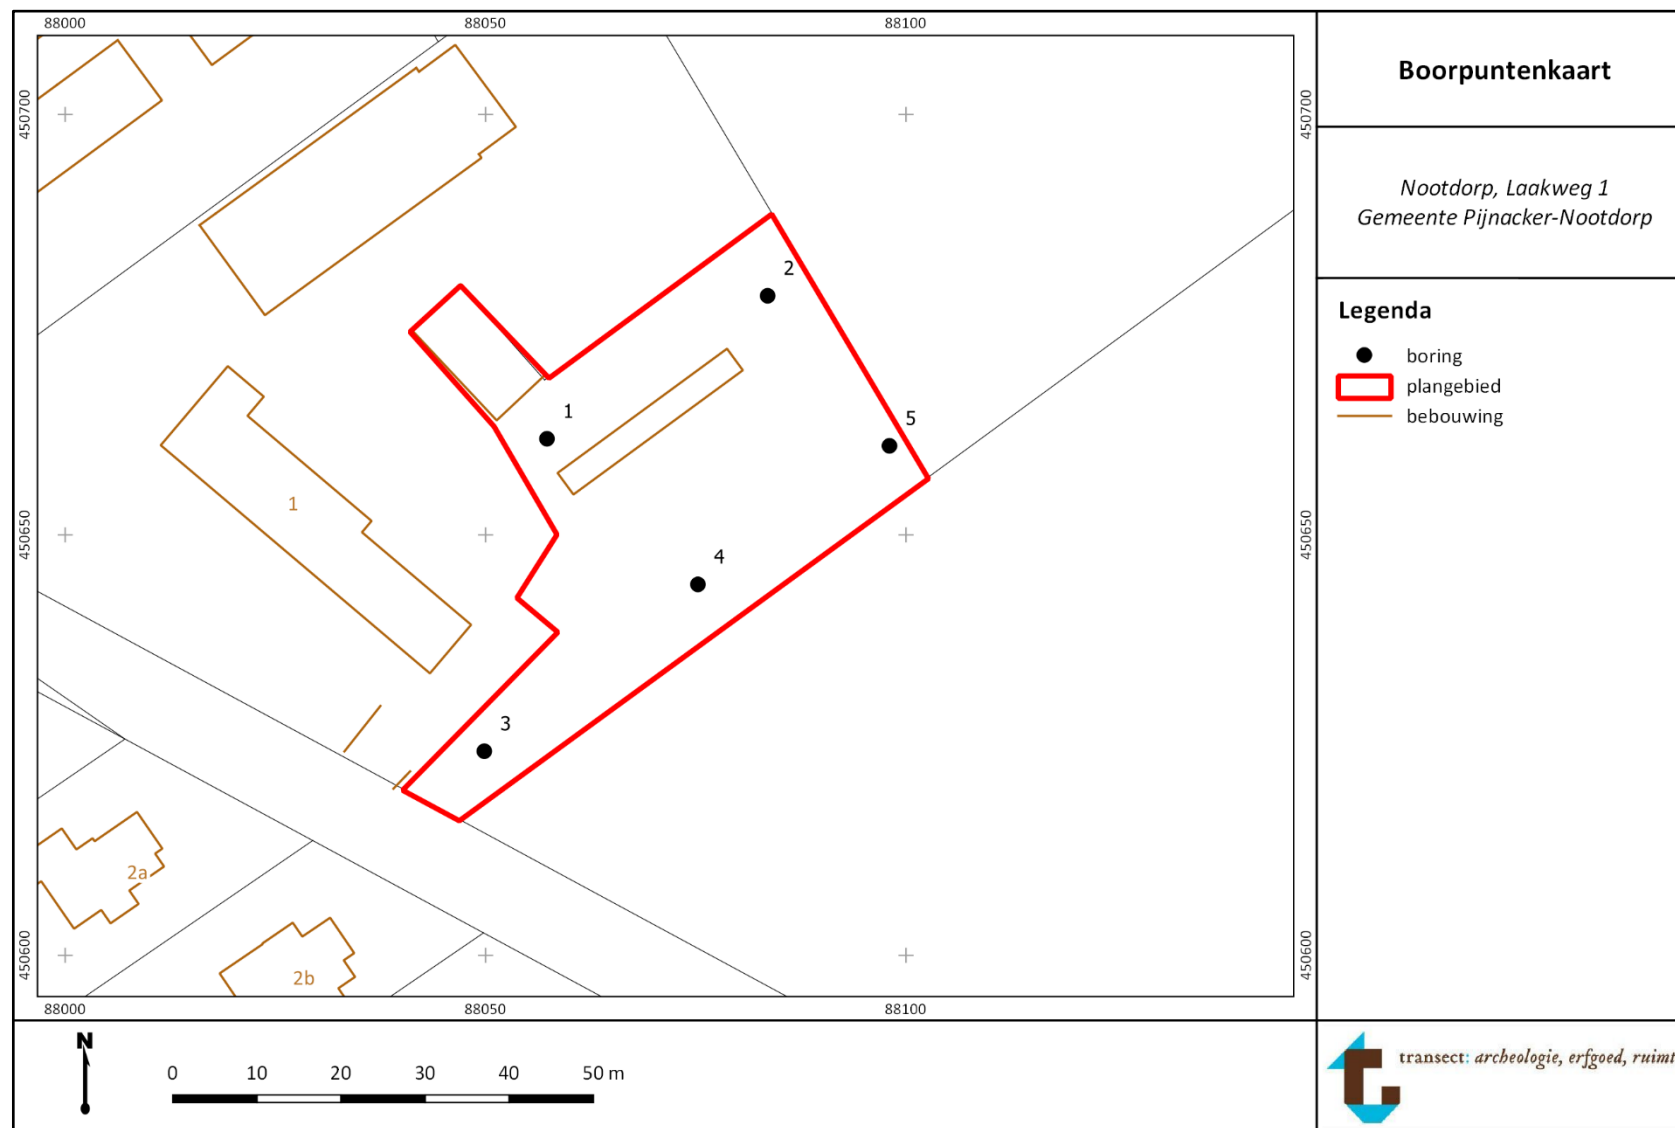 88000
88050
88100
450700
450700
1
2
1
5
450650
450650
4
3
2a
2b
450600
450600
88000
88050
88100
Boorpuntenkaart
Nootdorp, Laakweg 1
Gemeente Pijnacker-Nootdorp
Legenda
boring
plangebied
bebouwing
N
0 10 20 30 40 50 m
transect: archeologie, erfgoed, ruimt